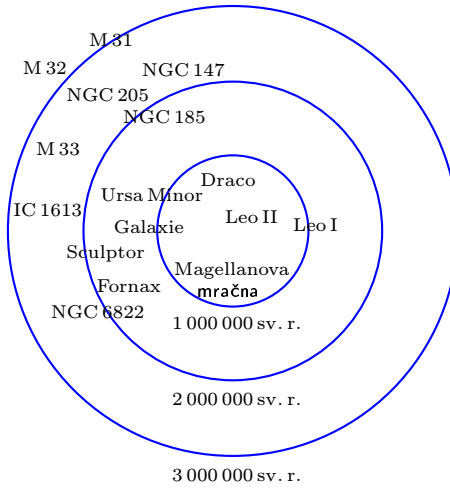 M 31
M 32
NGC 147
NGC 205
NGC 185
M 33
Draco
Ursa Minor
IC 1613
Leo II
Galaxie
Leo I
Sculptor
Magellanova
mračna
Fornax
NGC 6822
1 000 000 sv. r.
2 000 000 sv. r.
3 000 000 sv. r.